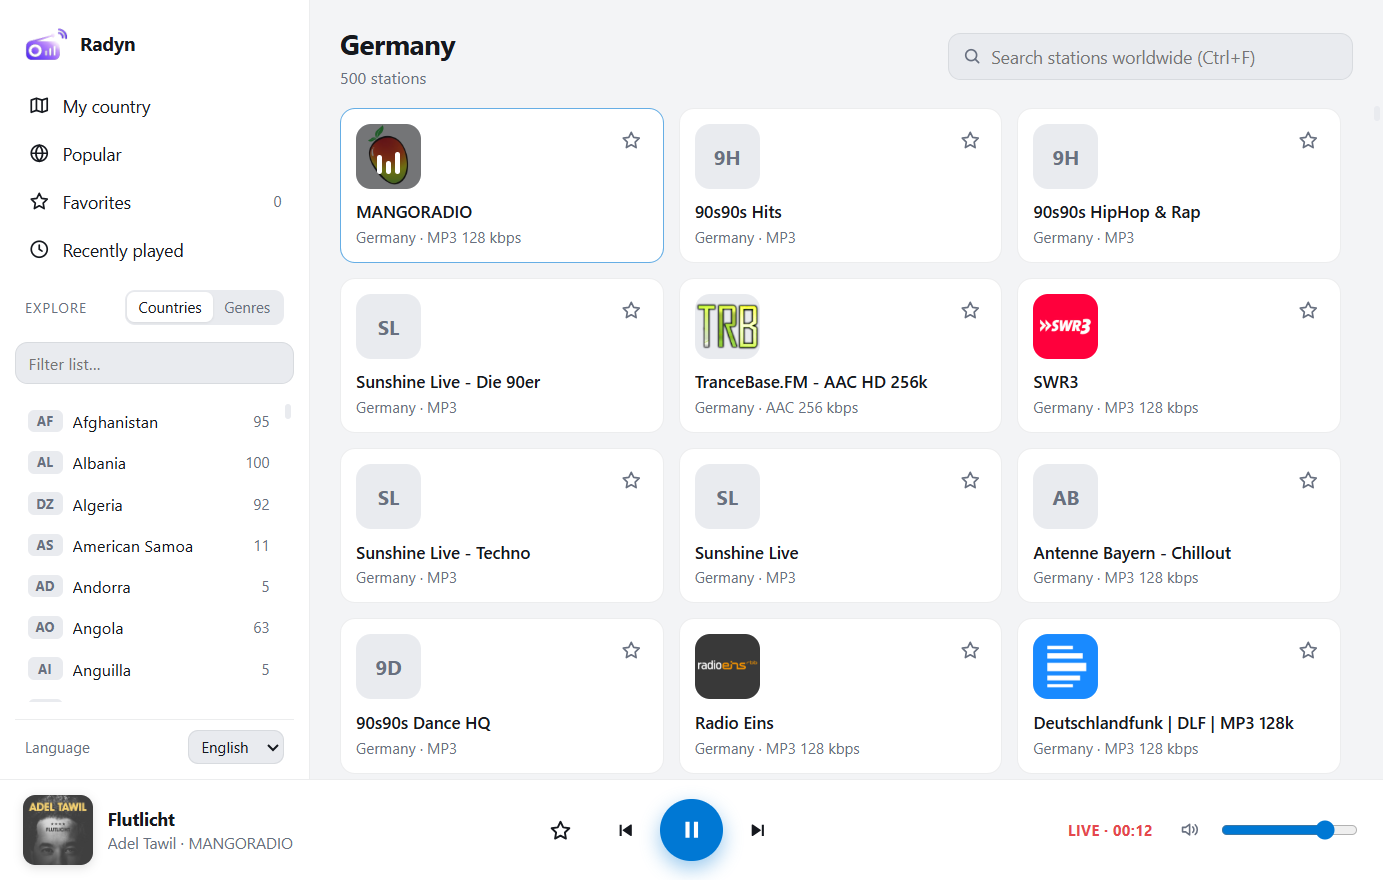 Radyn
My country
Popular
Favorites 0
Recently played
EXPLORE Countries Genres
Filter list...
AF Afghanistan 95
AL Albania 100
DZ Algeria 92
AS American Samoa 11
AD Andorra 5
AO Angola 63
AI Anguilla 5
Language English
Germany
500 stations
Search stations worldwide (Ctrl+F)
MANGORADIO
Germany · MP3 128 kbps
9H
90s90s Hits
Germany · MP3
9H
90s90s HipHop & Rap
Germany · MP3
SL
Sunshine Live - Die 90er
Germany · MP3
TRB
TranceBase.FM - AAC HD 256k
Germany · AAC 256 kbps
SWR3
SWR3
Germany · MP3 128 kbps
SL
Sunshine Live - Techno
Germany · MP3
SL
Sunshine Live
Germany · MP3
AB
Antenne Bayern - Chillout
Germany · MP3 128 kbps
9D
90s90s Dance HQ
Germany · MP3
radioeins
Radio Eins
Germany · MP3 128 kbps
Deutschlandfunk | DLF | MP3 128k
Germany · MP3 128 kbps
ADEL TAWIL
FLUTLICHT
Flutlicht
Adel Tawil · MANGORADIO
LIVE · 00:12